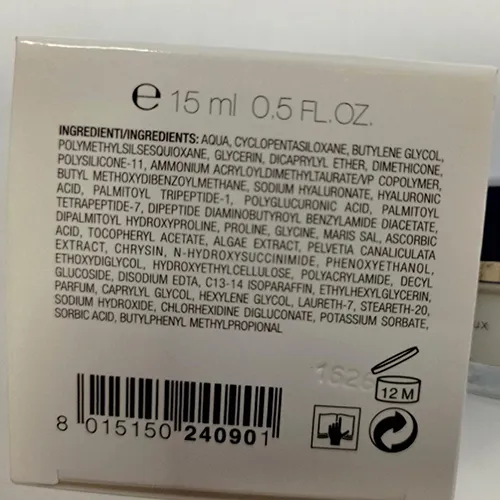 e 15 ml 0.5 FL.OZ.
INGREDIENTI/INGREDIENTS: AQUA, CYCLOPENTASILOXANE, BUTYLENE GLYCOL,
POLYMETHYLSILSESQUIOXANE, GLYCERIN, DICAPRYLYL ETHER, DIMETHICONE,
POLYSILICONE-11, AMMONIUM ACRYLOYLDIMETHYLTAURATE/VP COPOLYMER,
BUTYL METHOXYDIBENZOYLMETHANE, SODIUM HYALURONATE, HYALURONIC
ACID, PALMITOYL TRIPEPTIDE-1, POLYGLUCURONIC ACID, PALMITOYL
TETRAPEPTIDE-7, DIPEPTIDE DIAMINOBUTYROYL BENZYLAMIDE DIACETATE,
DIPALMITOYL HYDROXYPROLINE, PROLINE, GLYCINE, MARIS SAL, ASCORBIC
ACID, TOCOPHERYL ACETATE, ALGAE EXTRACT, PELVETIA CANALICULATA
EXTRACT, CHRYSIN, N-HYDROXYSUCCINIMIDE, PHENOXYETHANOL,
ETHOXYDIGLYCOL, HYDROXYETHYLCELLULOSE, POLYACRYLAMIDE, DECYL
GLUCOSIDE, DISODIUM EDTA, C13-14 ISOPARAFFIN, ETHYLHEXYLGLYCERIN,
PARFUM, CAPRYLYL GLYCOL, HEXYLENE GLYCOL, LAURETH-7, STEARETH-20,
SODIUM HYDROXIDE, CHLORHEXIDINE DIGLUCONATE, POTASSIUM SORBATE,
SORBIC ACID, BUTYLPHENYL METHYLPROPIONAL
12 M
8 015150 240901